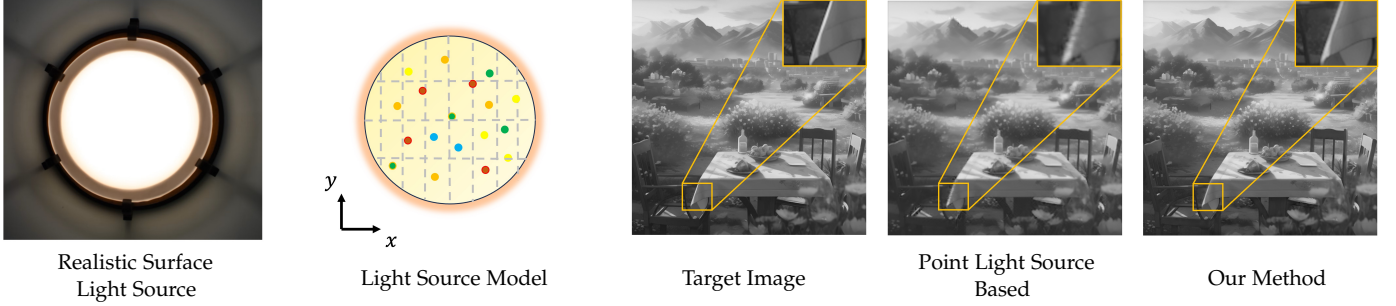 y
x
Realistic Surface
Light Source
Light Source Model
Target Image
Point Light Source
Based
Our Method